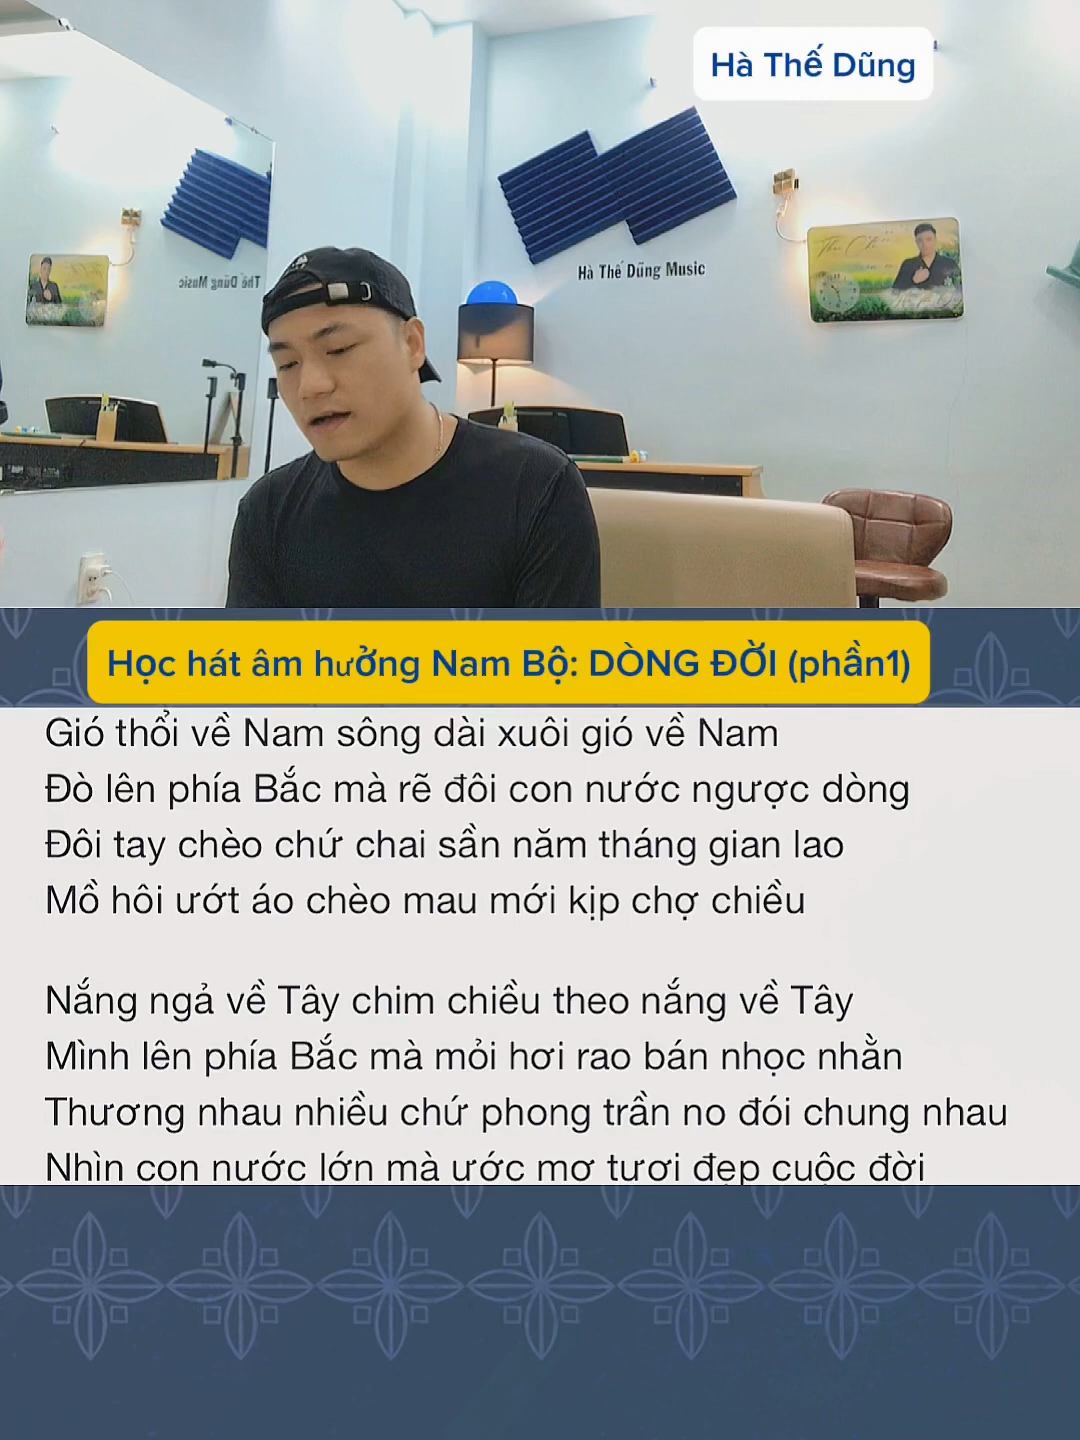 Hà Thế Dũng
Hà Thế Dũng Music
Thế Dũng Music
Học hát âm hưởng Nam Bộ: DÒNG ĐỜI (phần1)
Gió thổi về Nam sông dài xuôi gió về Nam
Đò lên phía Bắc mà rẽ đôi con nước ngược dòng
Đôi tay chèo chứ chai sần năm tháng gian lao
Mồ hôi ướt áo chèo mau mới kịp chợ chiều
Nắng ngả về Tây chim chiều theo nắng về Tây
Mình lên phía Bắc mà mỏi hơi rao bán nhọc nhằn
Thương nhau nhiều chứ phong trần no đói chung nhau
Nhìn con nước lớn mà ước mơ tươi đẹp cuộc đời